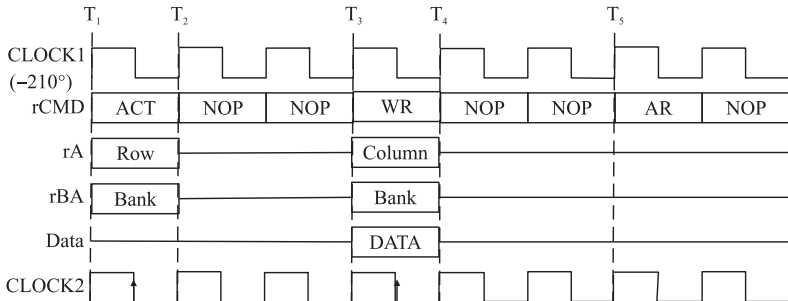 T1 T2 T3 T4 T5
CLOCK1
(−210°)
rCMD ACT NOP NOP WR NOP NOP AR NOP
rA Row Column
rBA Bank Bank
Data DATA
CLOCK2